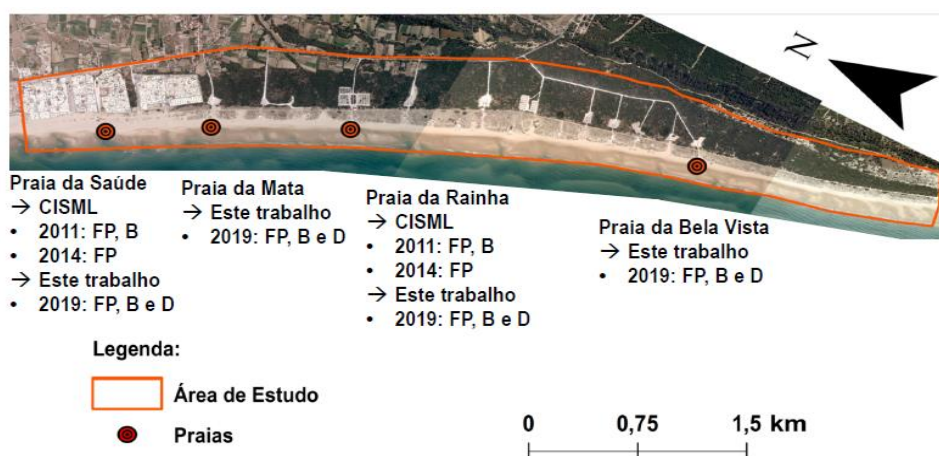 N
Praia da Saúde
→ CISML
• 2011: FP, B
• 2014: FP
→ Este trabalho
• 2019: FP, B e D
Praia da Mata
→ Este trabalho
• 2019: FP, B e D
Praia da Rainha
→ CISML
• 2011: FP, B
• 2014: FP
→ Este trabalho
• 2019: FP, B e D
Praia da Bela Vista
→ Este trabalho
• 2019: FP, B e D
Legenda:
Área de Estudo
Praias
0 0,75 1,5 km